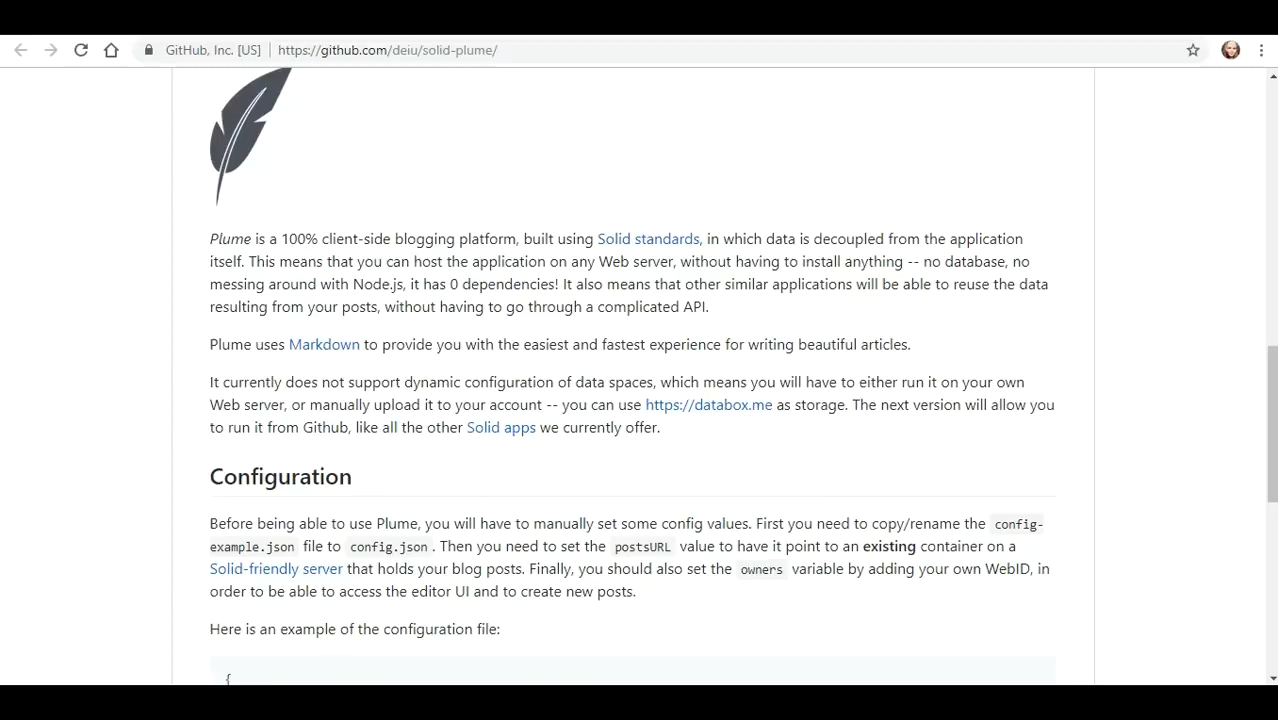 GitHub, Inc. [US] | https://github.com/deiu/solid-plume/
Plume is a 100% client-side blogging platform, built using Solid standards, in which data is decoupled from the application
itself. This means that you can host the application on any Web server, without having to install anything -- no database, no
messing around with Node.js, it has 0 dependencies! It also means that other similar applications will be able to reuse the data
resulting from your posts, without having to go through a complicated API.
Plume uses Markdown to provide you with the easiest and fastest experience for writing beautiful articles.
It currently does not support dynamic configuration of data spaces, which means you will have to either run it on your own
Web server, or manually upload it to your account -- you can use https://databox.me as storage. The next version will allow you
to run it from Github, like all the other Solid apps we currently offer.
Configuration
Before being able to use Plume, you will have to manually set some config values. First you need to copy/rename the config-
example.json file to config.json. Then you need to set the postsURL value to have it point to an existing container on a
Solid-friendly server that holds your blog posts. Finally, you should also set the owners variable by adding your own WebID, in
order to be able to access the editor UI and to create new posts.
Here is an example of the configuration file:
{